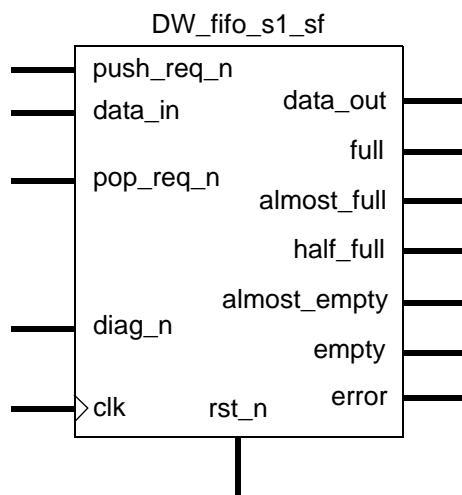 DW_fifo_s1_sf
push_req_n
data_in
data_out
full
pop_req_n
almost_full
half_full
almost_empty
diag_n
empty
error
clk
rst_n